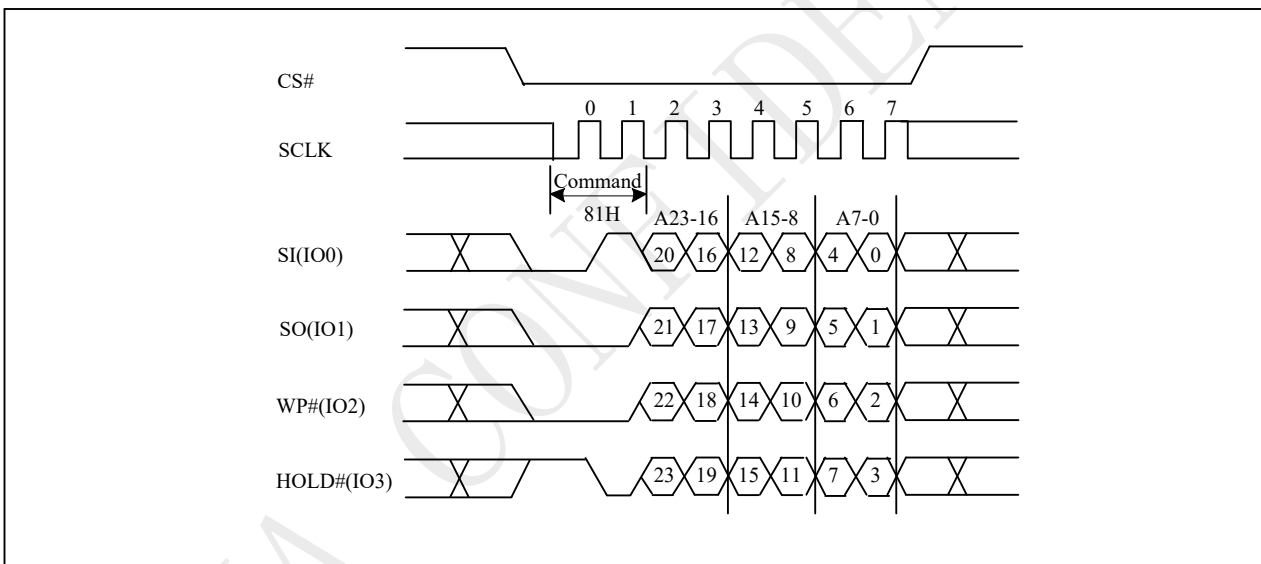 CS#
0 1 2 3 4 5 6 7
SCLK
Command
81H
A23-16 A15-8 A7-0
SI(IO0) 20 16 12 8 4 0
SO(IO1) 21 17 13 9 5 1
WP#(IO2) 22 18 14 10 6 2
HOLD#(IO3) 23 19 15 11 7 3
A CONF IDE